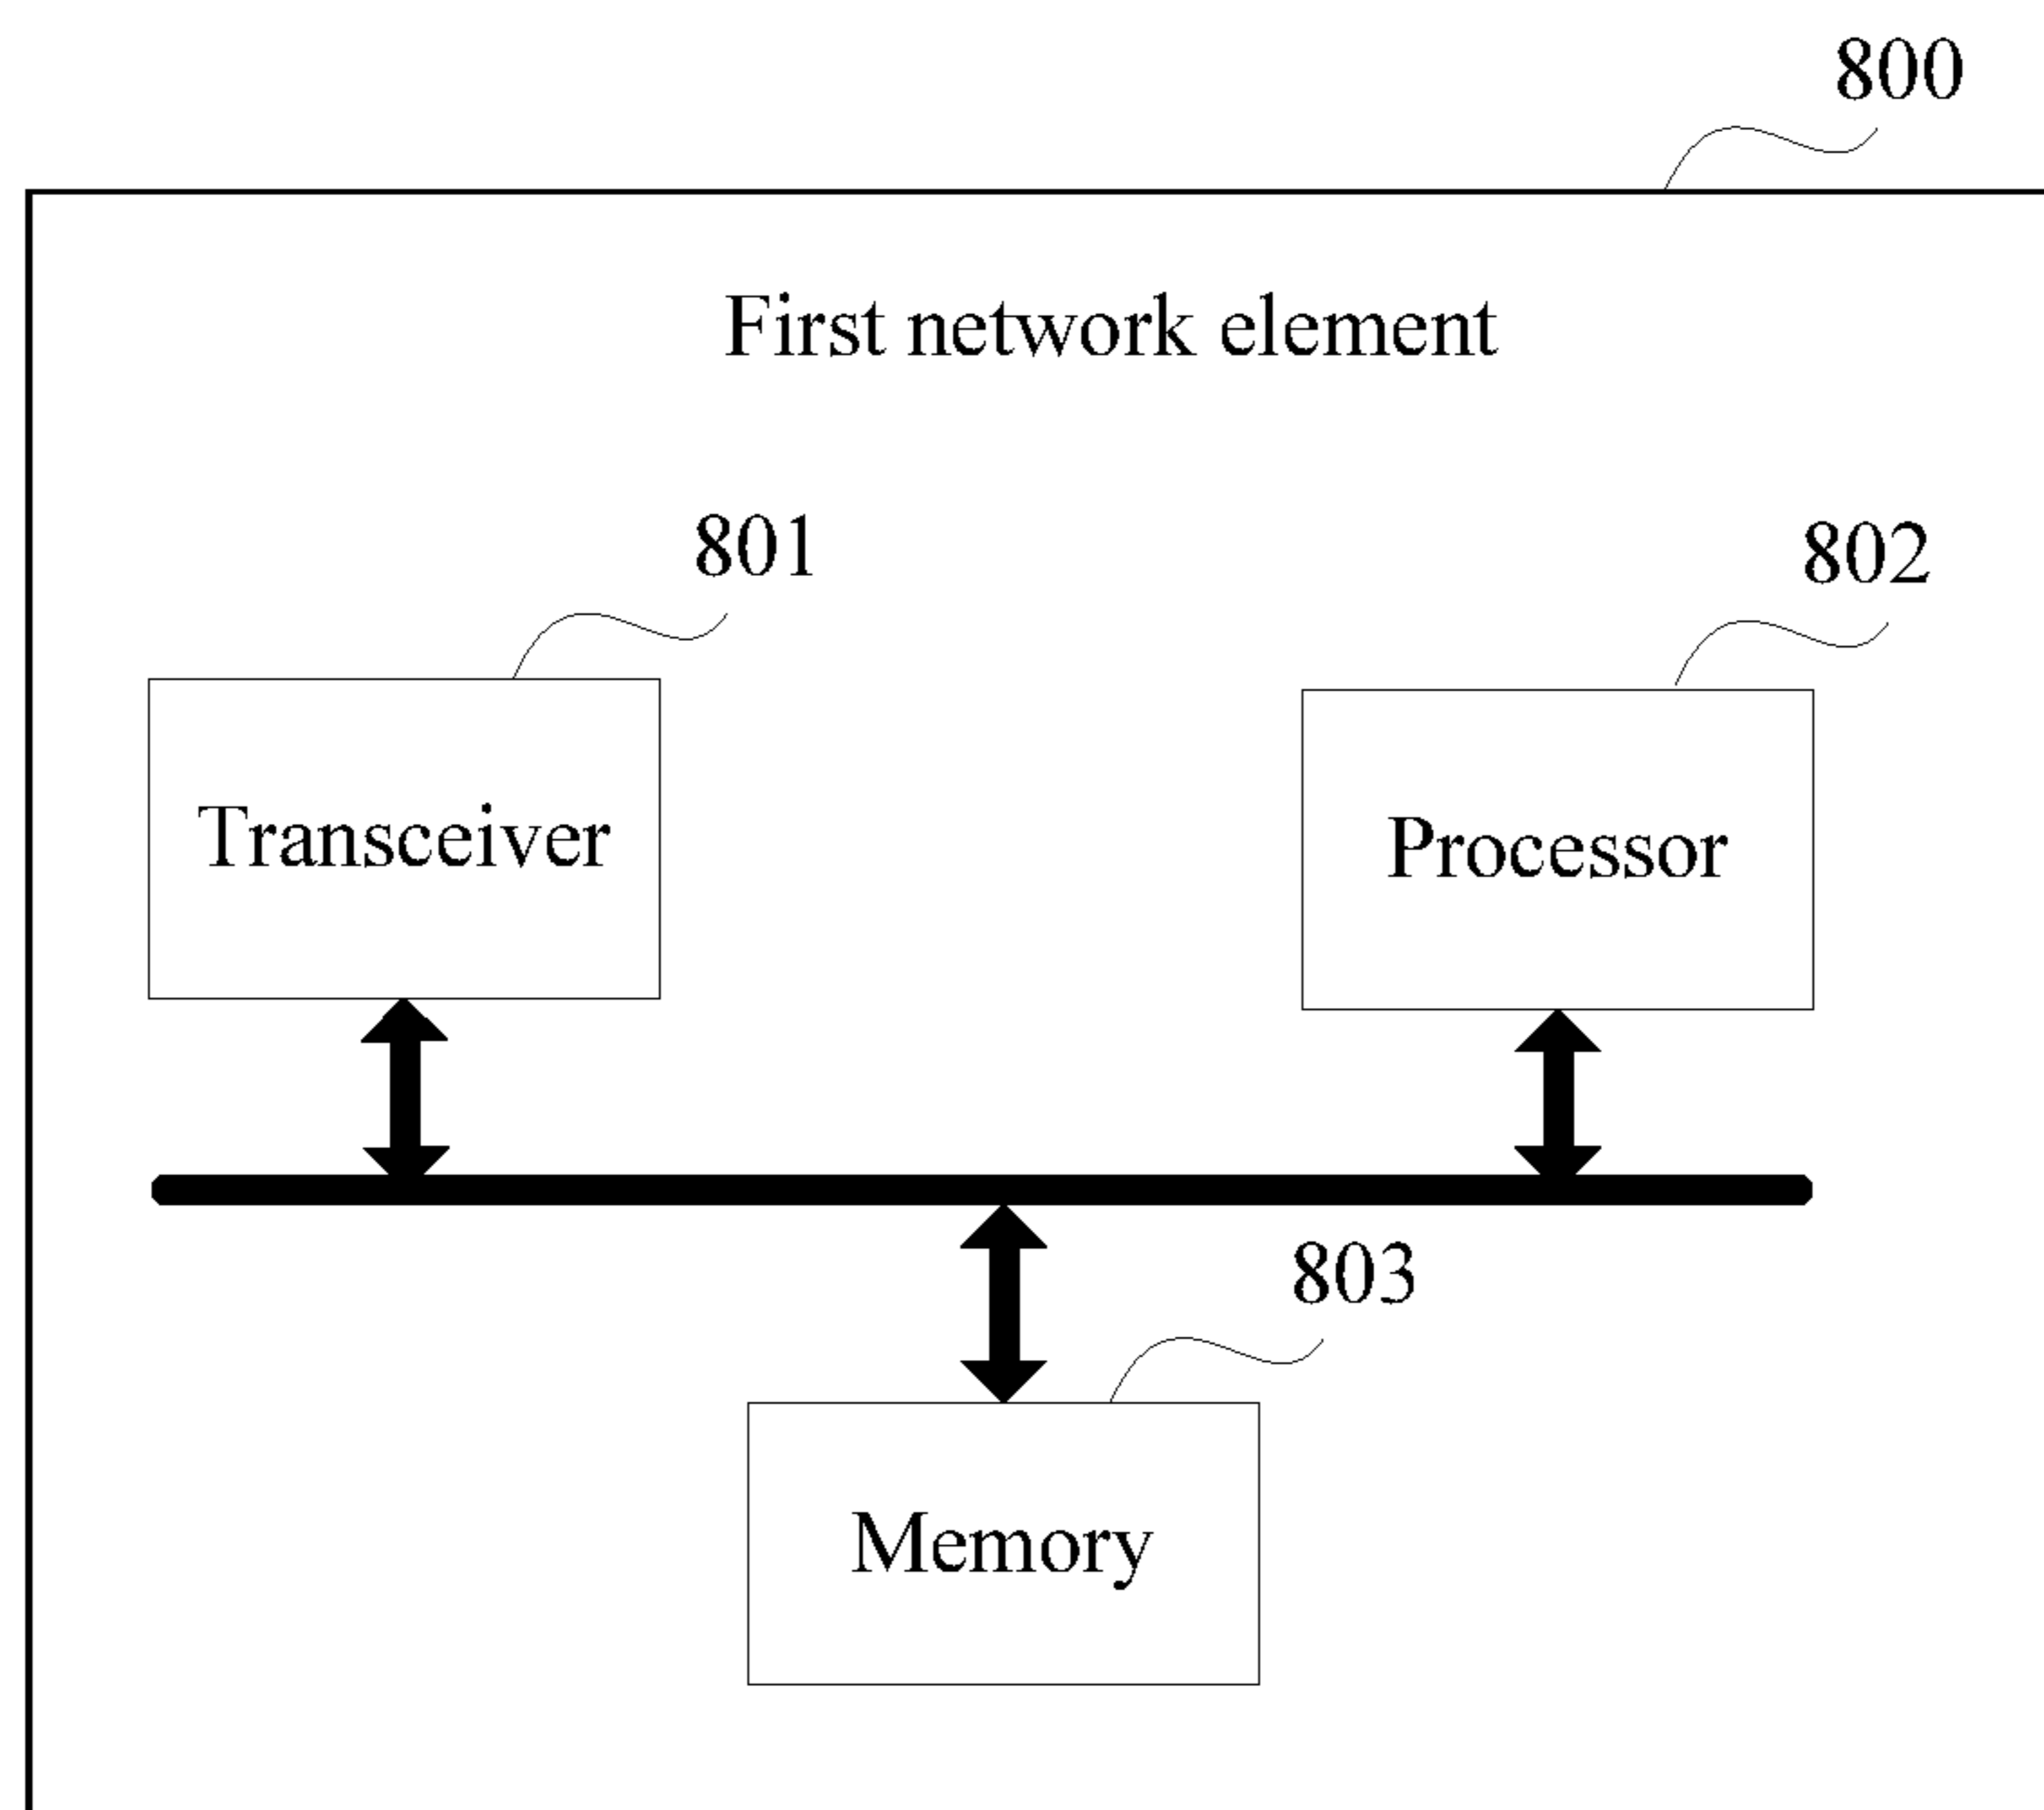 800
First network element
801
802
Transceiver
Processor
803
Memory